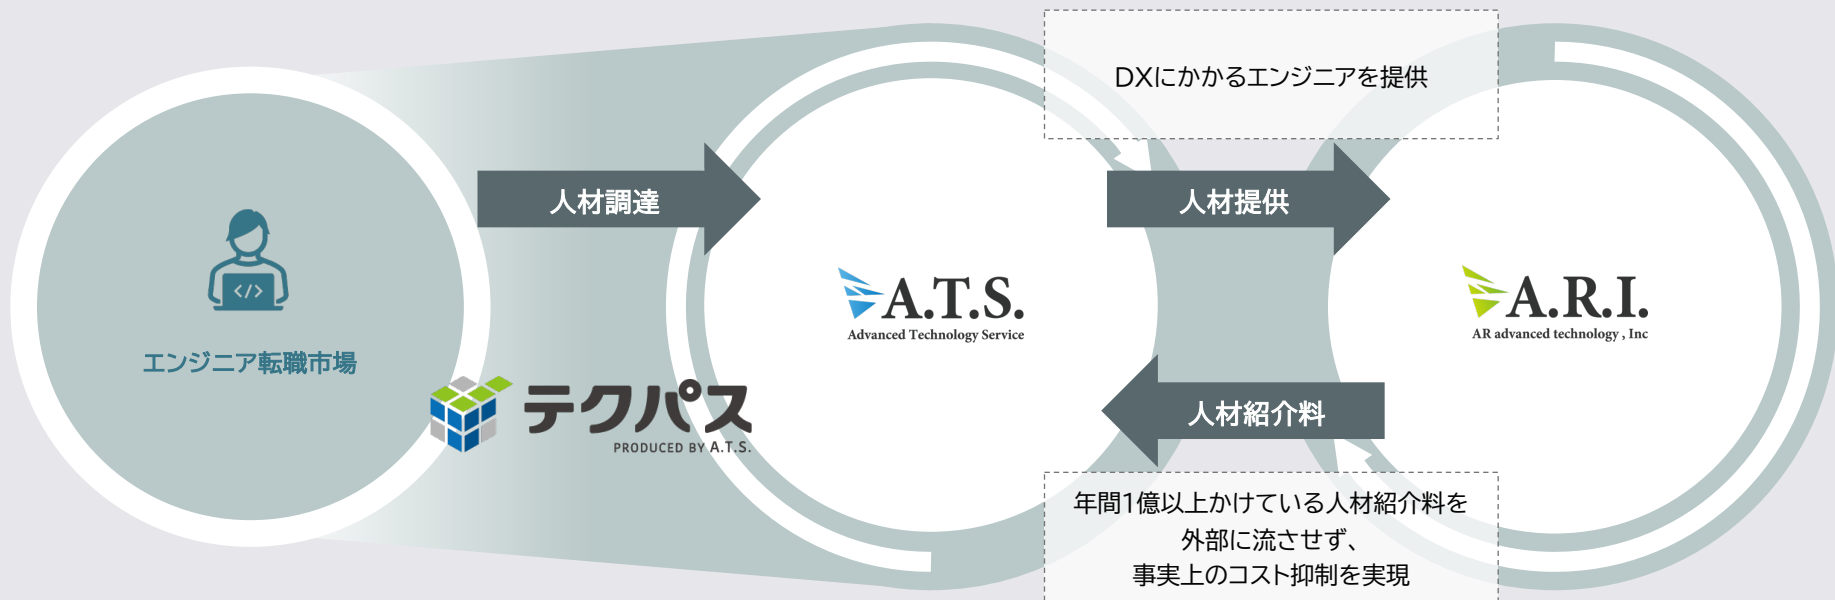 DXにかかるエンジニアを提供
人材調達
人材提供
</>
A.T.S.
Advanced Technology Service
A.R.I.
AR advanced technology , Inc
エンジニア転職市場
テクパス
PRODUCED BY A.T.S.
人材紹介料
年間1億以上かけている人材紹介料を
外部に流させず、
事実上のコスト抑制を実現